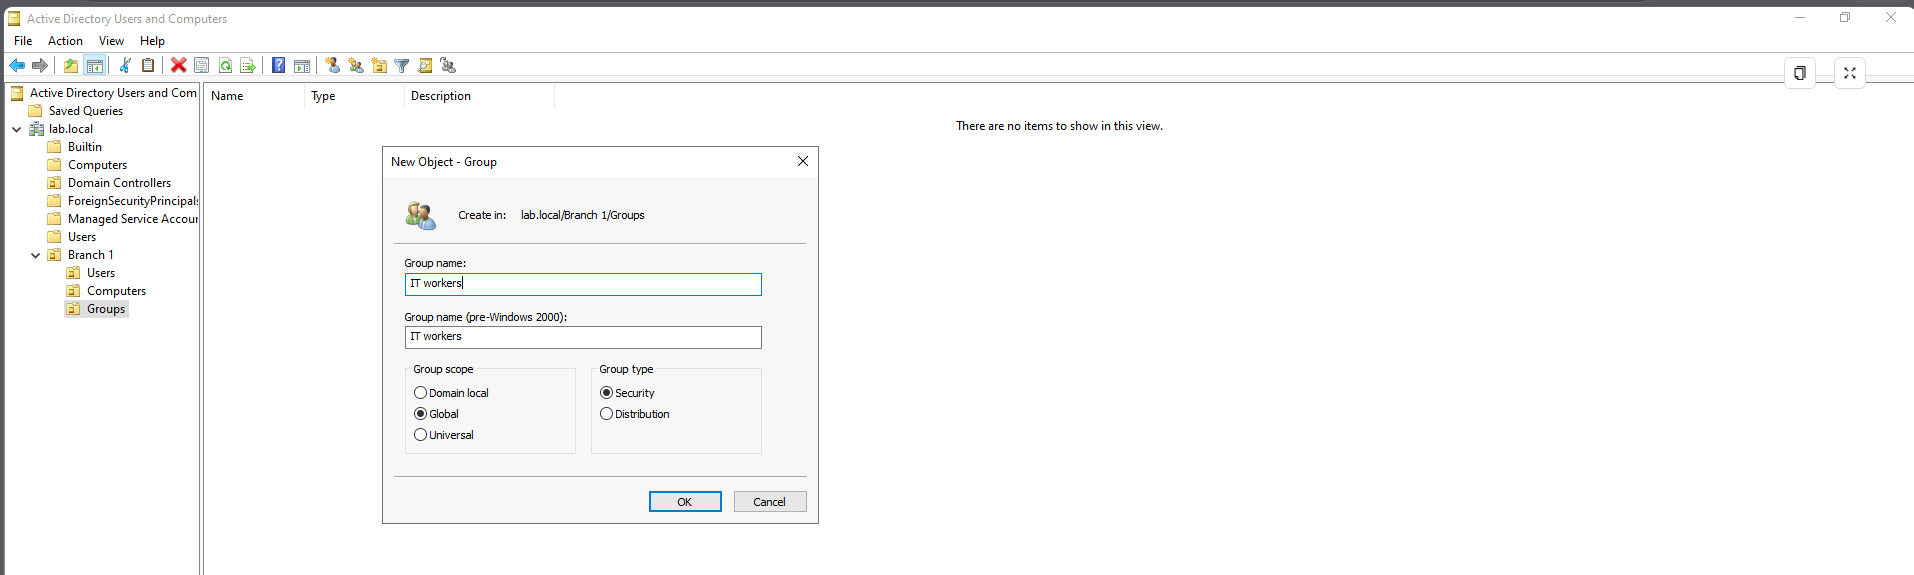 Active Directory Users and Computers
File Action View Help
Active Directory Users and Com
Saved Queries
lab.local
Builtin
Computers
Domain Controllers
ForeignSecurityPrincipals
Managed Service Accour
Users
Branch 1
Users
Computers
Groups
Name Type Description
There are no items to show in this view.
New Object - Group
Create in: lab.local/Branch 1/Groups
Group name:
IT workers
Group name (pre-Windows 2000):
IT workers
Group scope
Domain local
Global
Universal
Group type
Security
Distribution
OK Cancel